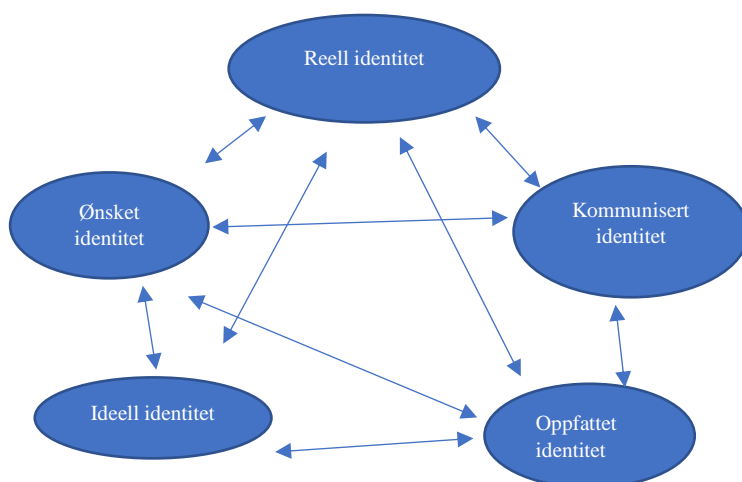 Reell identitet
Ønsket
identitet
Kommunisert
identitet
Ideell identitet
Oppfattet
identitet